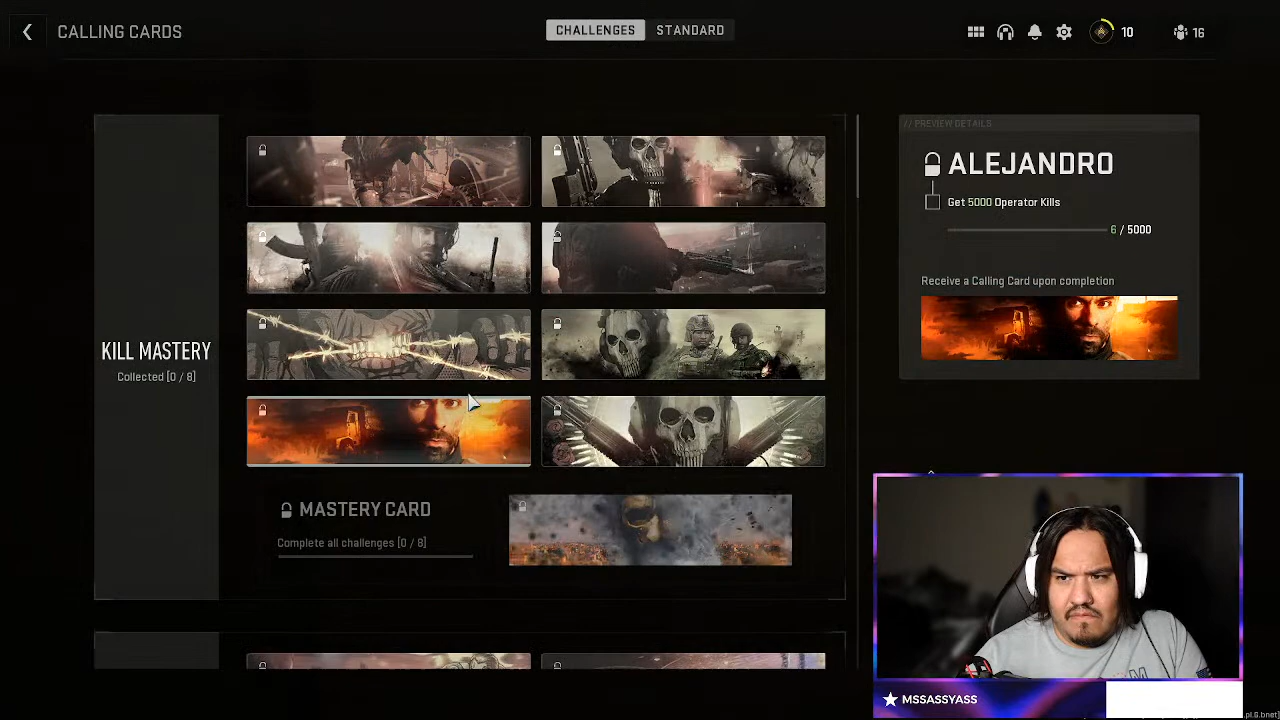 CALLING CARDS
CHALLENGES
STANDARD
10
16
KILL MASTERY
Collected [0 / 8]
MASTERY CARD
Complete all challenges [0 / 8]
// PREVIEW DETAILS
ALEJANDRO
Get 5000 Operator Kills
6 / 5000
Receive a Calling Card upon completion
MSSASSYASS